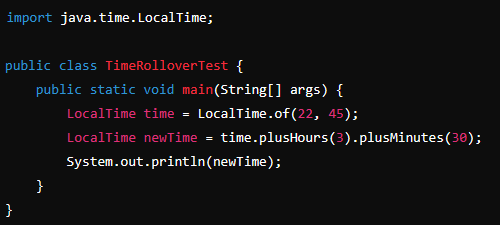 import java.time.LocalTime;
public class TimeRolloverTest {
public static void main(String[] args) {
LocalTime time = LocalTime.of(22, 45);
LocalTime newTime = time.plusHours(3).plusMinutes(30);
System.out.println(newTime);
}
}